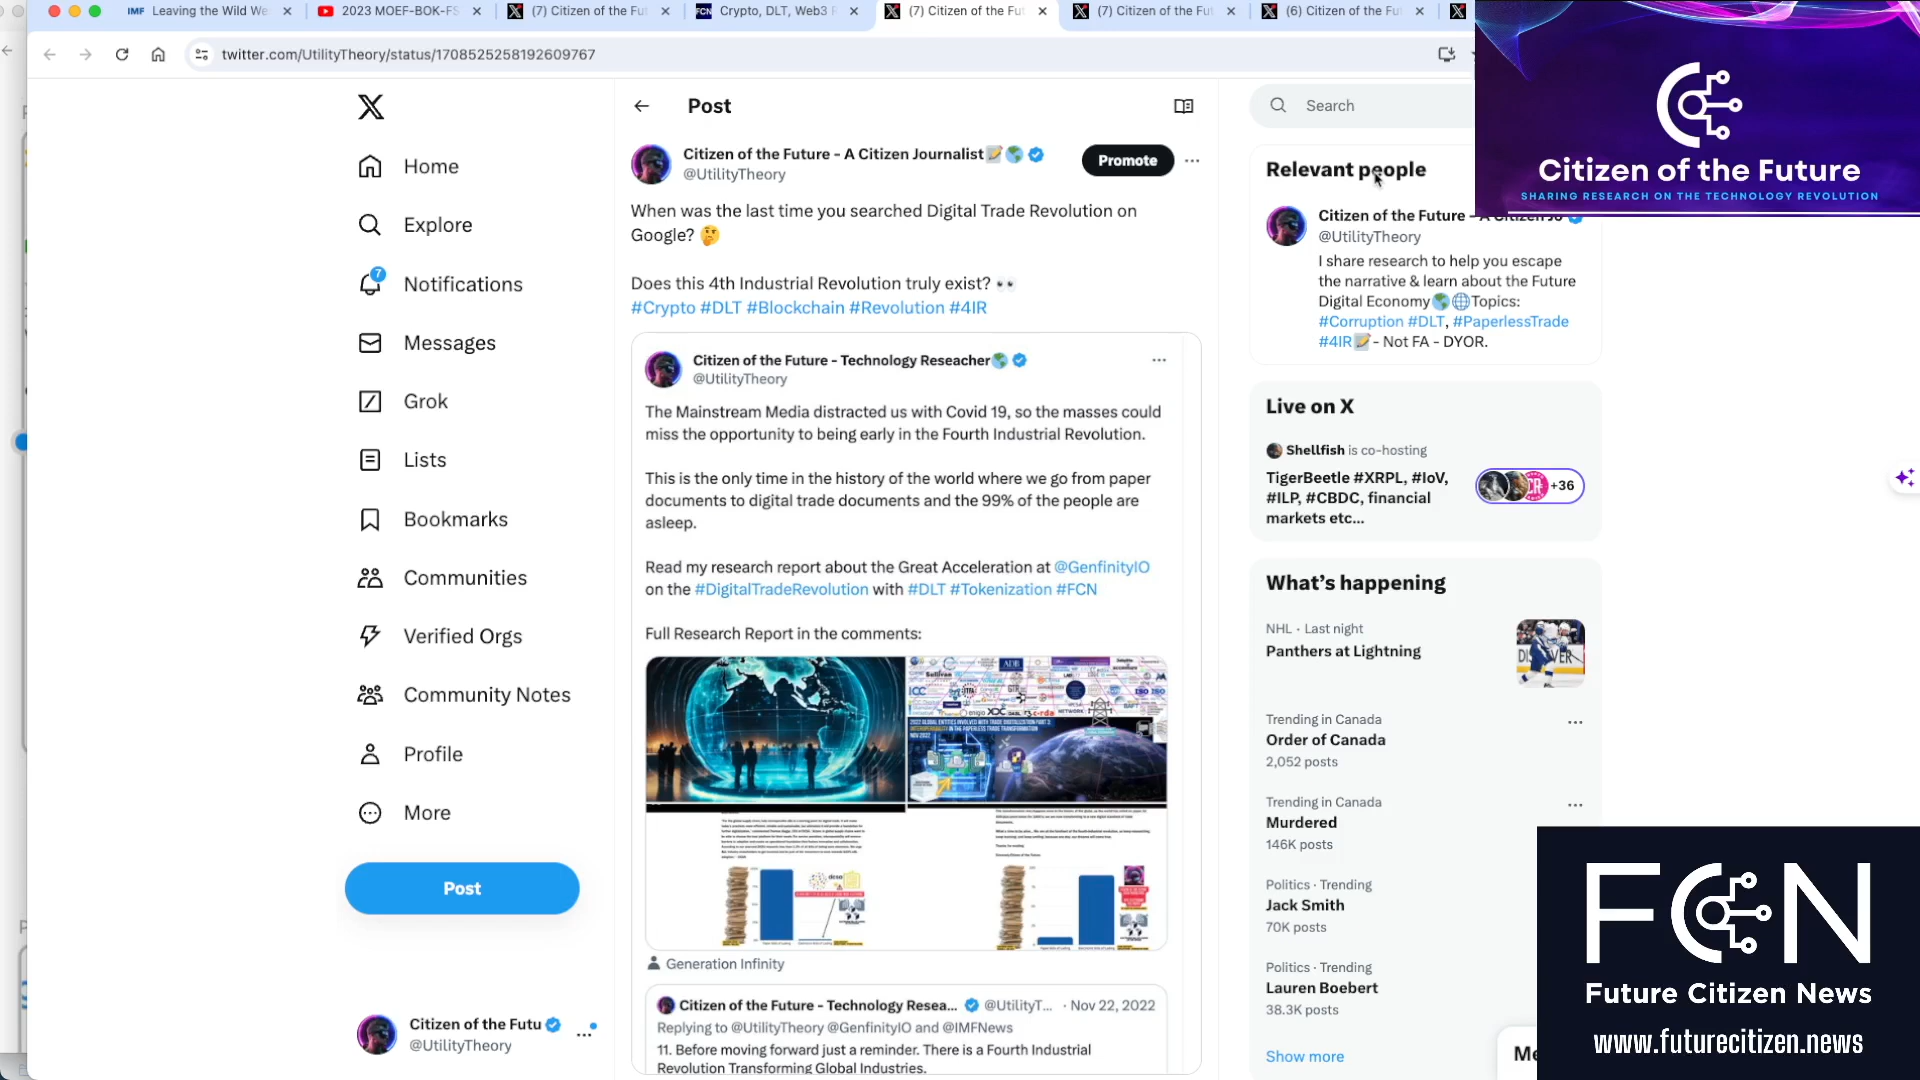 IMF Leaving the Wild We
2023 MOEF-BOK-FS
(7) Citizen of the Fut
FCN Crypto, DLT, Web3 F
(7) Citizen of the Fut
(7) Citizen of the Fut
(6) Citizen of the Fut
twitter.com/UtilityTheory/status/1708525258192609767
Home
Explore
7
Notifications
Messages
Grok
Lists
Bookmarks
Communities
Verified Orgs
Community Notes
Profile
More
Post
Citizen of the Futu
@UtilityTheory
Post
Citizen of the Future - A Citizen Journalist📝🌎
@UtilityTheory
Promote
When was the last time you searched Digital Trade Revolution on
Google? 🤔
Does this 4th Industrial Revolution truly exist? 👀
#Crypto #DLT #Blockchain #Revolution #4IR
Citizen of the Future - Technology Reseacher🌎
@UtilityTheory
The Mainstream Media distracted us with Covid 19, so the masses could
miss the opportunity to being early in the Fourth Industrial Revolution.
This is the only time in the history of the world where we go from paper
documents to digital trade documents and the 99% of the people are
asleep.
Read my research report about the Great Acceleration at @GenfinityIO
on the #DigitalTradeRevolution with #DLT #Tokenization #FCN
Full Research Report in the comments:
Generation Infinity
Citizen of the Future - Technology Resea... @UtilityT... · Nov 22, 2022
Replying to @UtilityTheory @GenfinityIO and @IMFNews
11. Before moving forward just a reminder. There is a Fourth Industrial
Revolution Transforming Global Industries.
Search
Relevant people
Citizen of the Future - A Citizen Jo
@UtilityTheory
I share research to help you escape
the narrative & learn about the Future
Digital Economy🌎🌐Topics:
#Corruption #DLT, #PaperlessTrade
#4IR📝 - Not FA - DYOR.
Live on X
Shellfish is co-hosting
TigerBeetle #XRPL, #IoV,
#ILP, #CBDC, financial
markets etc...
+36
What's happening
NHL · Last night
Panthers at Lightning
Trending in Canada
Order of Canada
2,052 posts
Trending in Canada
Murdered
146K posts
Politics · Trending
Jack Smith
70K posts
Politics · Trending
Lauren Boebert
38.3K posts
Show more
Me
Citizen of the Future
SHARING RESEARCH ON THE TECHNOLOGY REVOLUTION
FCN
Future Citizen News
www.futurecitizen.news